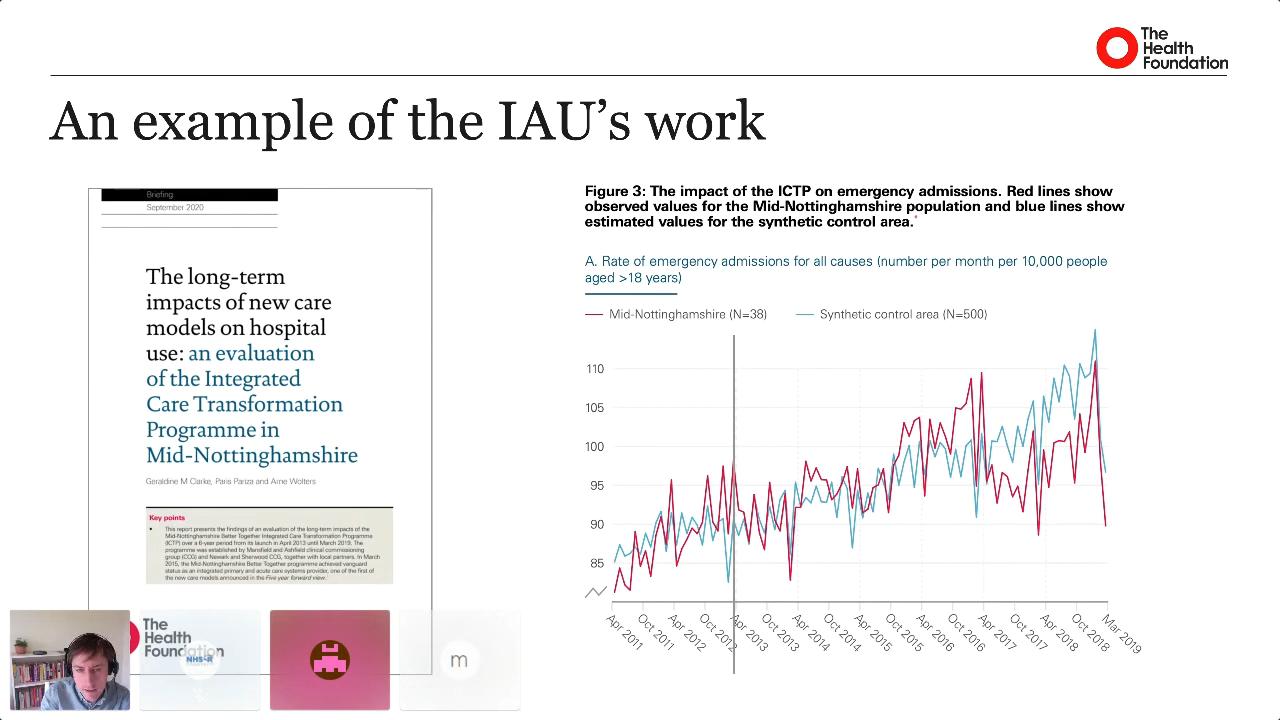 The
Health
Foundation
An example of the IAU's work
Briefing
September 2020
The long-term
impacts of new care
models on hospital
use: an evaluation
of the Integrated
Care Transformation
Programme in
Mid-Nottinghamshire
Geraldine M Clarke, Paris Pariza and Arne Wolters
Key points
• This report presents the findings of an evaluation of the long-term impacts of the
Mid-Nottinghamshire Better Together Integrated Care Transformation Programme
(ICTP) over a 6-year period from its launch in April 2013 until March 2019. The
programme was established by Mansfield and Ashfield clinical commissioning
group (CCG) and Newark and Sherwood CCG, together with local partners. In March
2015, the Mid-Nottinghamshire Better Together programme achieved vanguard
status as an integrated primary and acute care systems provider, one of the first of
the new care models announced in the Five year forward view.
The
Health
Foundation
NHS-R
m
Figure 3: The impact of the ICTP on emergency admissions. Red lines show
observed values for the Mid-Nottinghamshire population and blue lines show
estimated values for the synthetic control area.*
A. Rate of emergency admissions for all causes (number per month per 10,000 people
aged >18 years)
Mid-Nottinghamshire (N=38) Synthetic control area (N=500)
110
105
100
95
90
85
Apr 2011 Oct 2011 Apr 2012 Oct 2012 Apr 2013 Oct 2013 Apr 2014 Oct 2014 Apr 2015 Oct 2015 Apr 2016 Oct 2016 Apr 2017 Oct 2017 Apr 2018 Oct 2018 Mar 2019